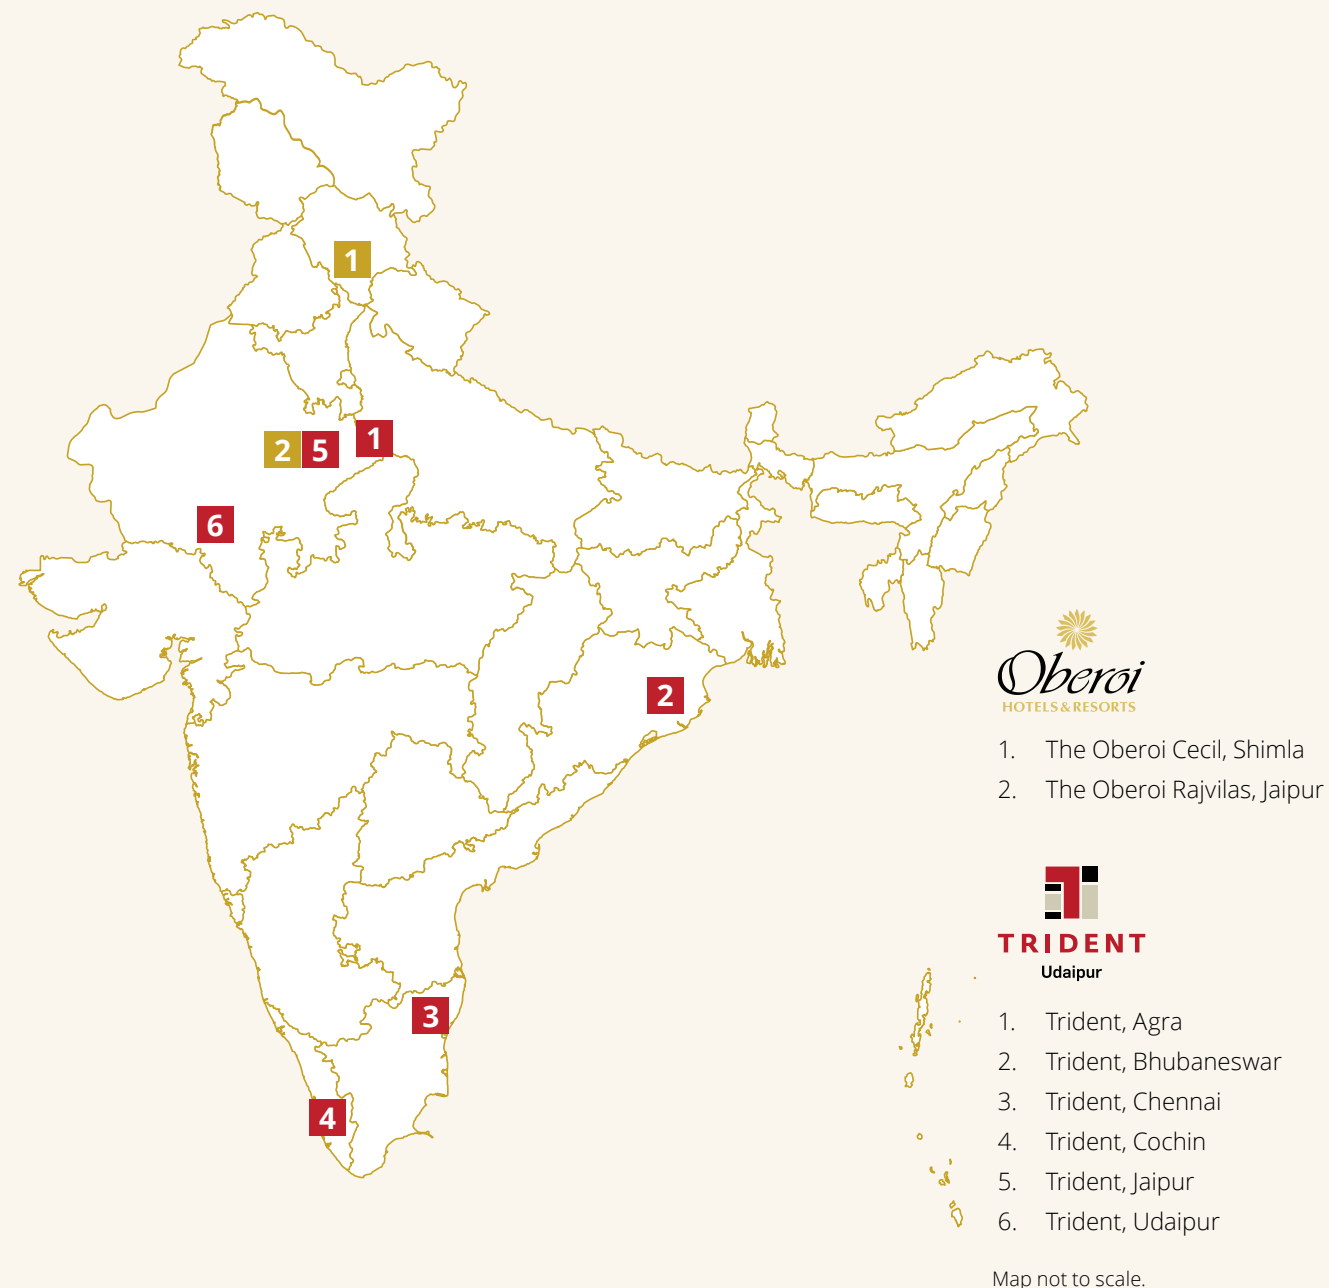 1
2 5 1
6
2
3
4
Oberoi
HOTELS & RESORTS
1. The Oberoi Cecil, Shimla
2. The Oberoi Rajvilas, Jaipur
TRIDENT
Udaipur
1. Trident, Agra
2. Trident, Bhubaneswar
3. Trident, Chennai
4. Trident, Cochin
5. Trident, Jaipur
6. Trident, Udaipur
Map not to scale.